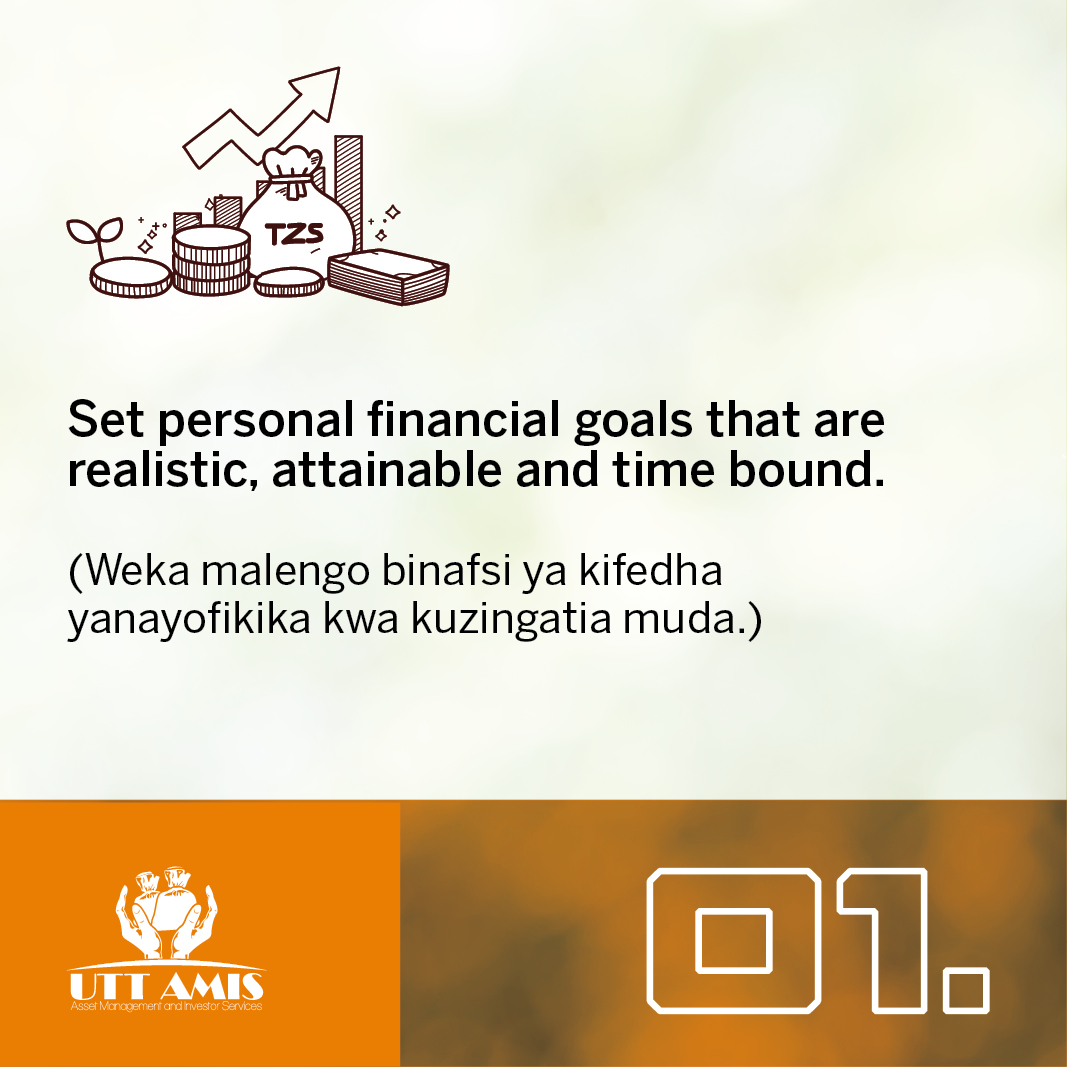 TZS
Set personal financial goals that are
realistic, attainable and time bound.
(Weka malengo binafsi ya kifedha
yanayofikika kwa kuzingatia muda.)
UTT AMIS
Asset Management and Investor Services
01.